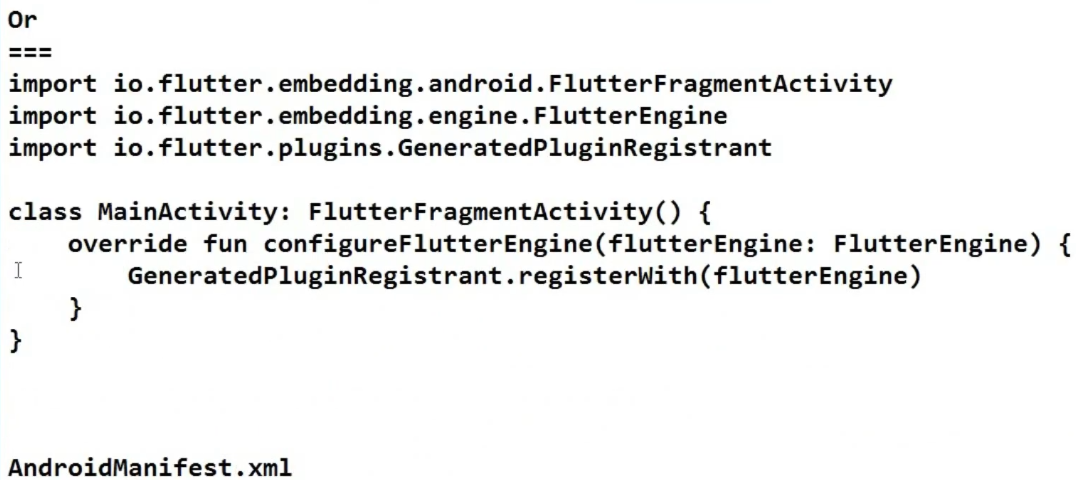 Or
===
import io.flutter.embedding.android.FlutterFragmentActivity
import io.flutter.embedding.engine.FlutterEngine
import io.flutter.plugins.GeneratedPluginRegistrant
class MainActivity: FlutterFragmentActivity() {
    override fun configureFlutterEngine(flutterEngine: FlutterEngine) {
        GeneratedPluginRegistrant.registerWith(flutterEngine)
    }
}
AndroidManifest.xml